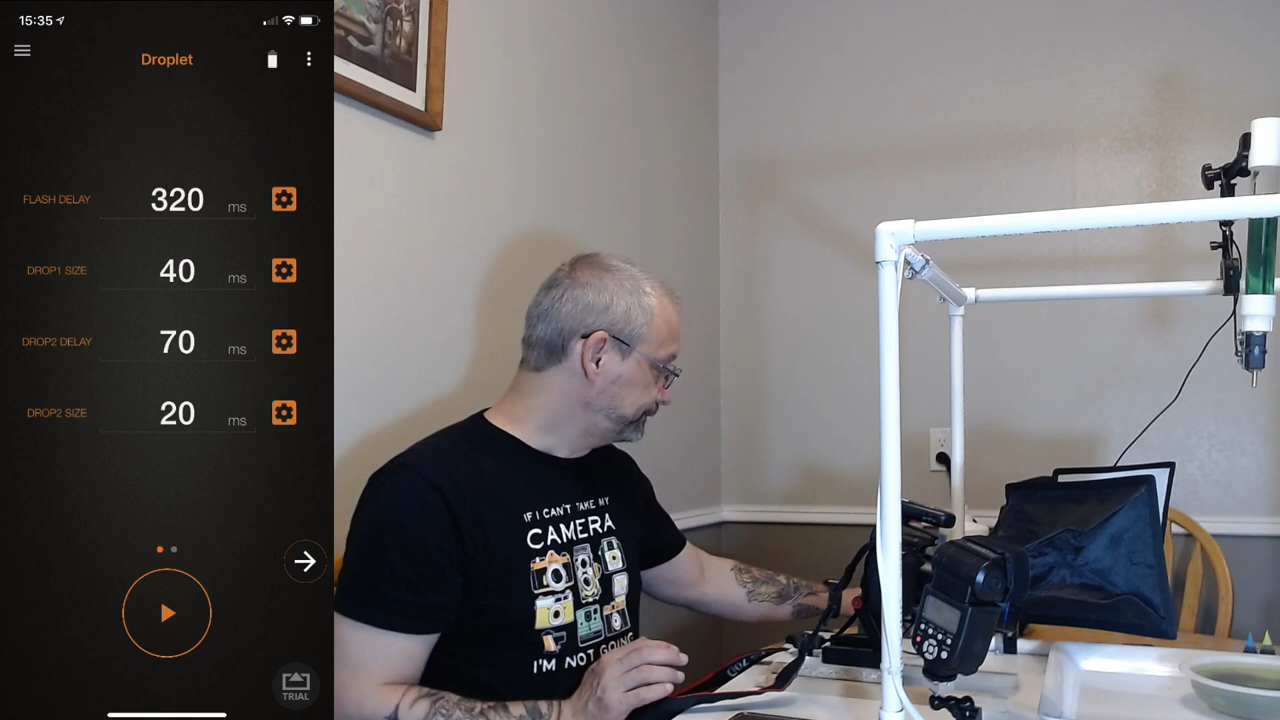 15:35
Droplet
FLASH DELAY 320 ms
DROP1 SIZE 40 ms
DROP2 DELAY 70 ms
DROP2 SIZE 20 ms
TRIAL
IF I CAN'T TAKE MY
CAMERA
I'M NOT GOING
70D